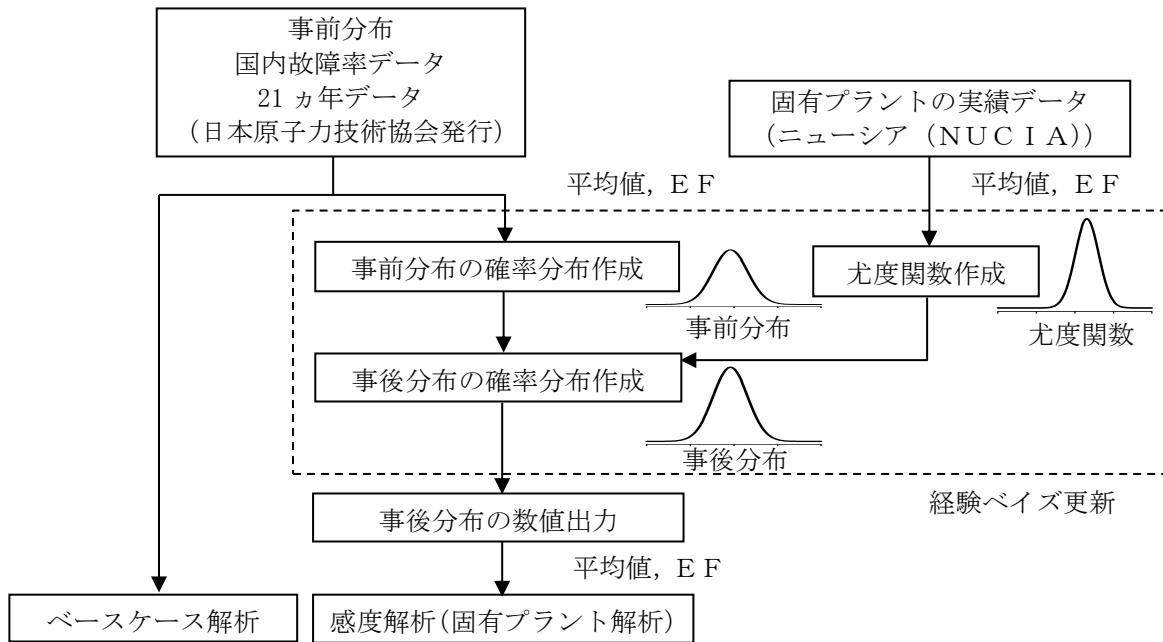 事前分布
国内故障率データ
21 ヵ年データ
(日本原子力技術協会発行)
固有プラントの実績データ
(ニューシア(NUCIA))
平均値,EF
平均値,EF
事前分布の確率分布作成
尤度関数作成
事前分布
尤度関数
事後分布の確率分布作成
事後分布
事後分布の数値出力
経験ベイズ更新
平均値,EF
ベースケース解析
感度解析(固有プラント解析)